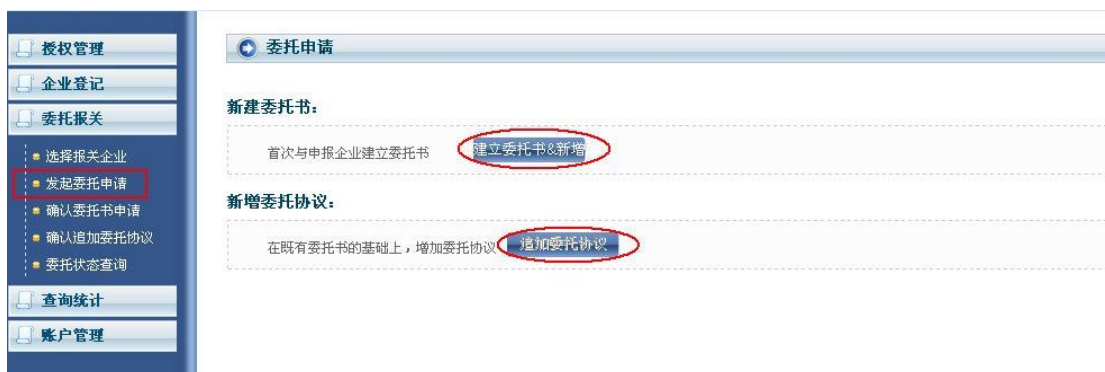 授权管理
企业登记
委托报关
选择报关企业
发起委托申请
确认委托书申请
确认追加委托协议
委托状态查询
查询统计
账户管理
委托申请
新建委托书：
首次与申报企业建立委托书
建立委托书&新增
新增委托协议：
在既有委托书的基础上，增加委托协议
追加委托协议